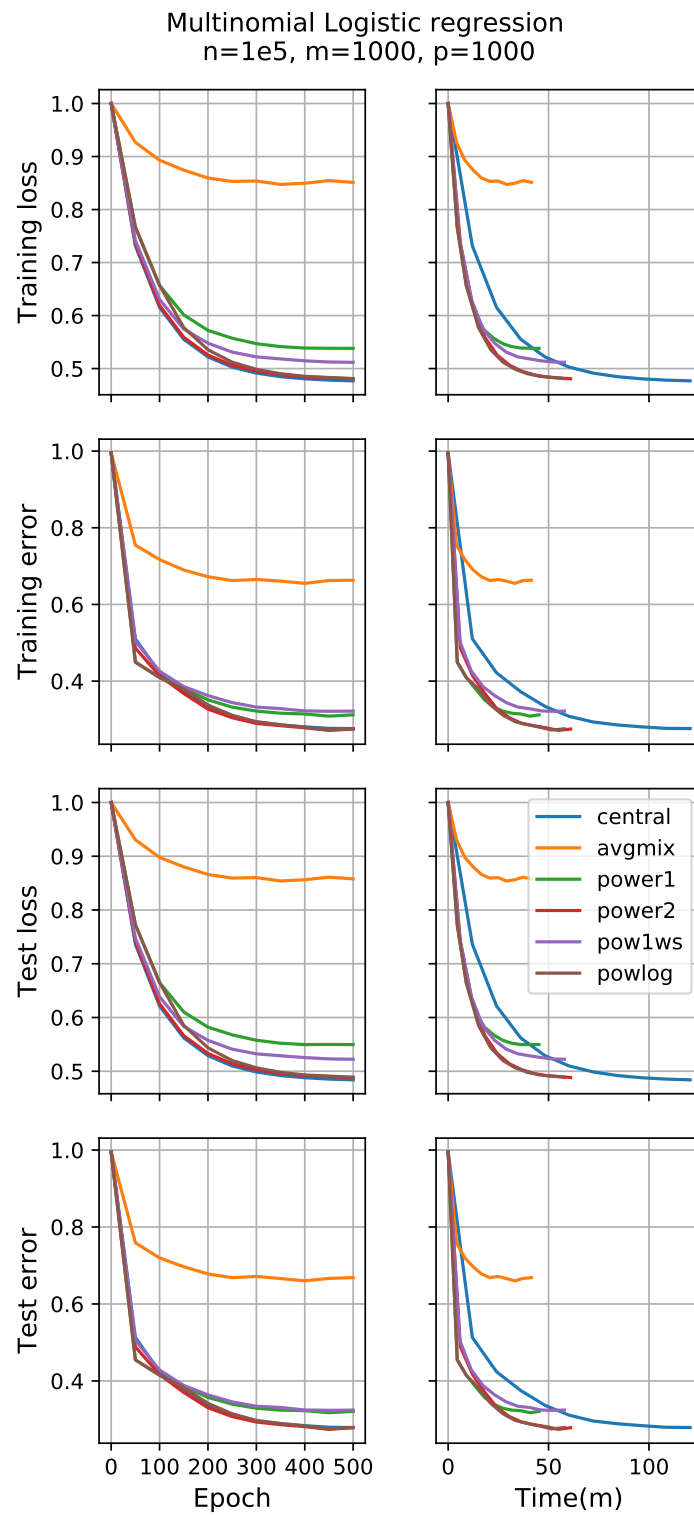 Multinomial Logistic regression
n=1e5, m=1000, p=1000
Training loss
1.0
0.9
0.8
0.7
0.6
0.5
Training error
1.0
0.8
0.6
0.4
Test loss
1.0
0.9
0.8
0.7
0.6
0.5
central
avgmix
power1
power2
pow1ws
powlog
Test error
1.0
0.8
0.6
0.4
0 100 200 300 400 500
Epoch
0 50 100
Time(m)